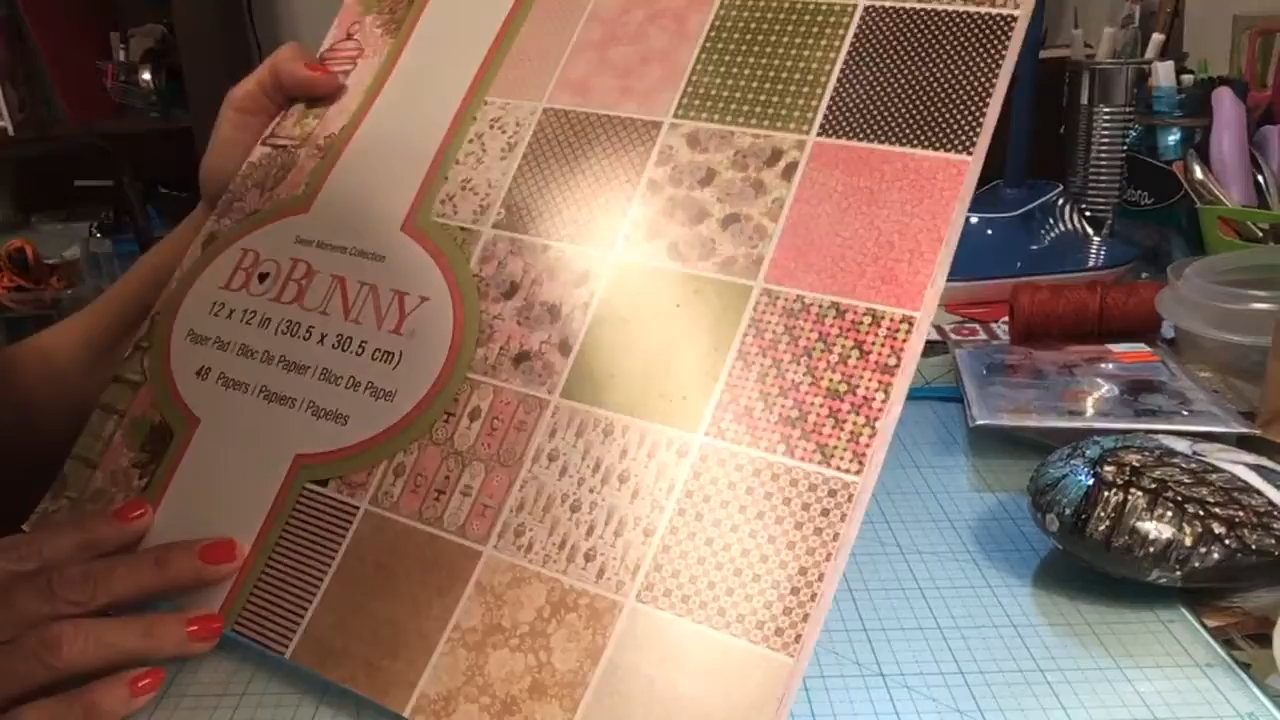 Sweet Moments Collection
BOBUNNY
12 x 12 in (30.5 x 30.5 cm)
Paper Pad | Bloc De Papier | Bloc De Papel
48 Papers | Papiers | Papeles